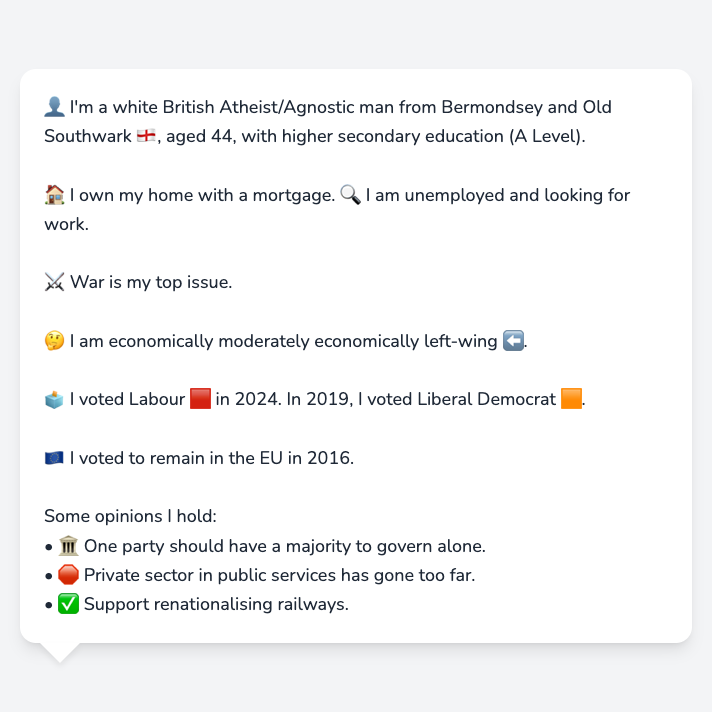 👤 I'm a white British Atheist/Agnostic man from Bermondsey and Old
Southwark 🏴󠁧󠁢󠁥󠁮󠁧󠁿, aged 44, with higher secondary education (A Level).
🏠 I own my home with a mortgage. 🔍 I am unemployed and looking for
work.
⚔️ War is my top issue.
🤔 I am economically moderately economically left-wing ⬅️.
🗳️ I voted Labour 🟥 in 2024. In 2019, I voted Liberal Democrat 🟧.
🇪🇺 I voted to remain in the EU in 2016.
Some opinions I hold:
• 🏛️ One party should have a majority to govern alone.
• 🛑 Private sector in public services has gone too far.
• ✅ Support renationalising railways.